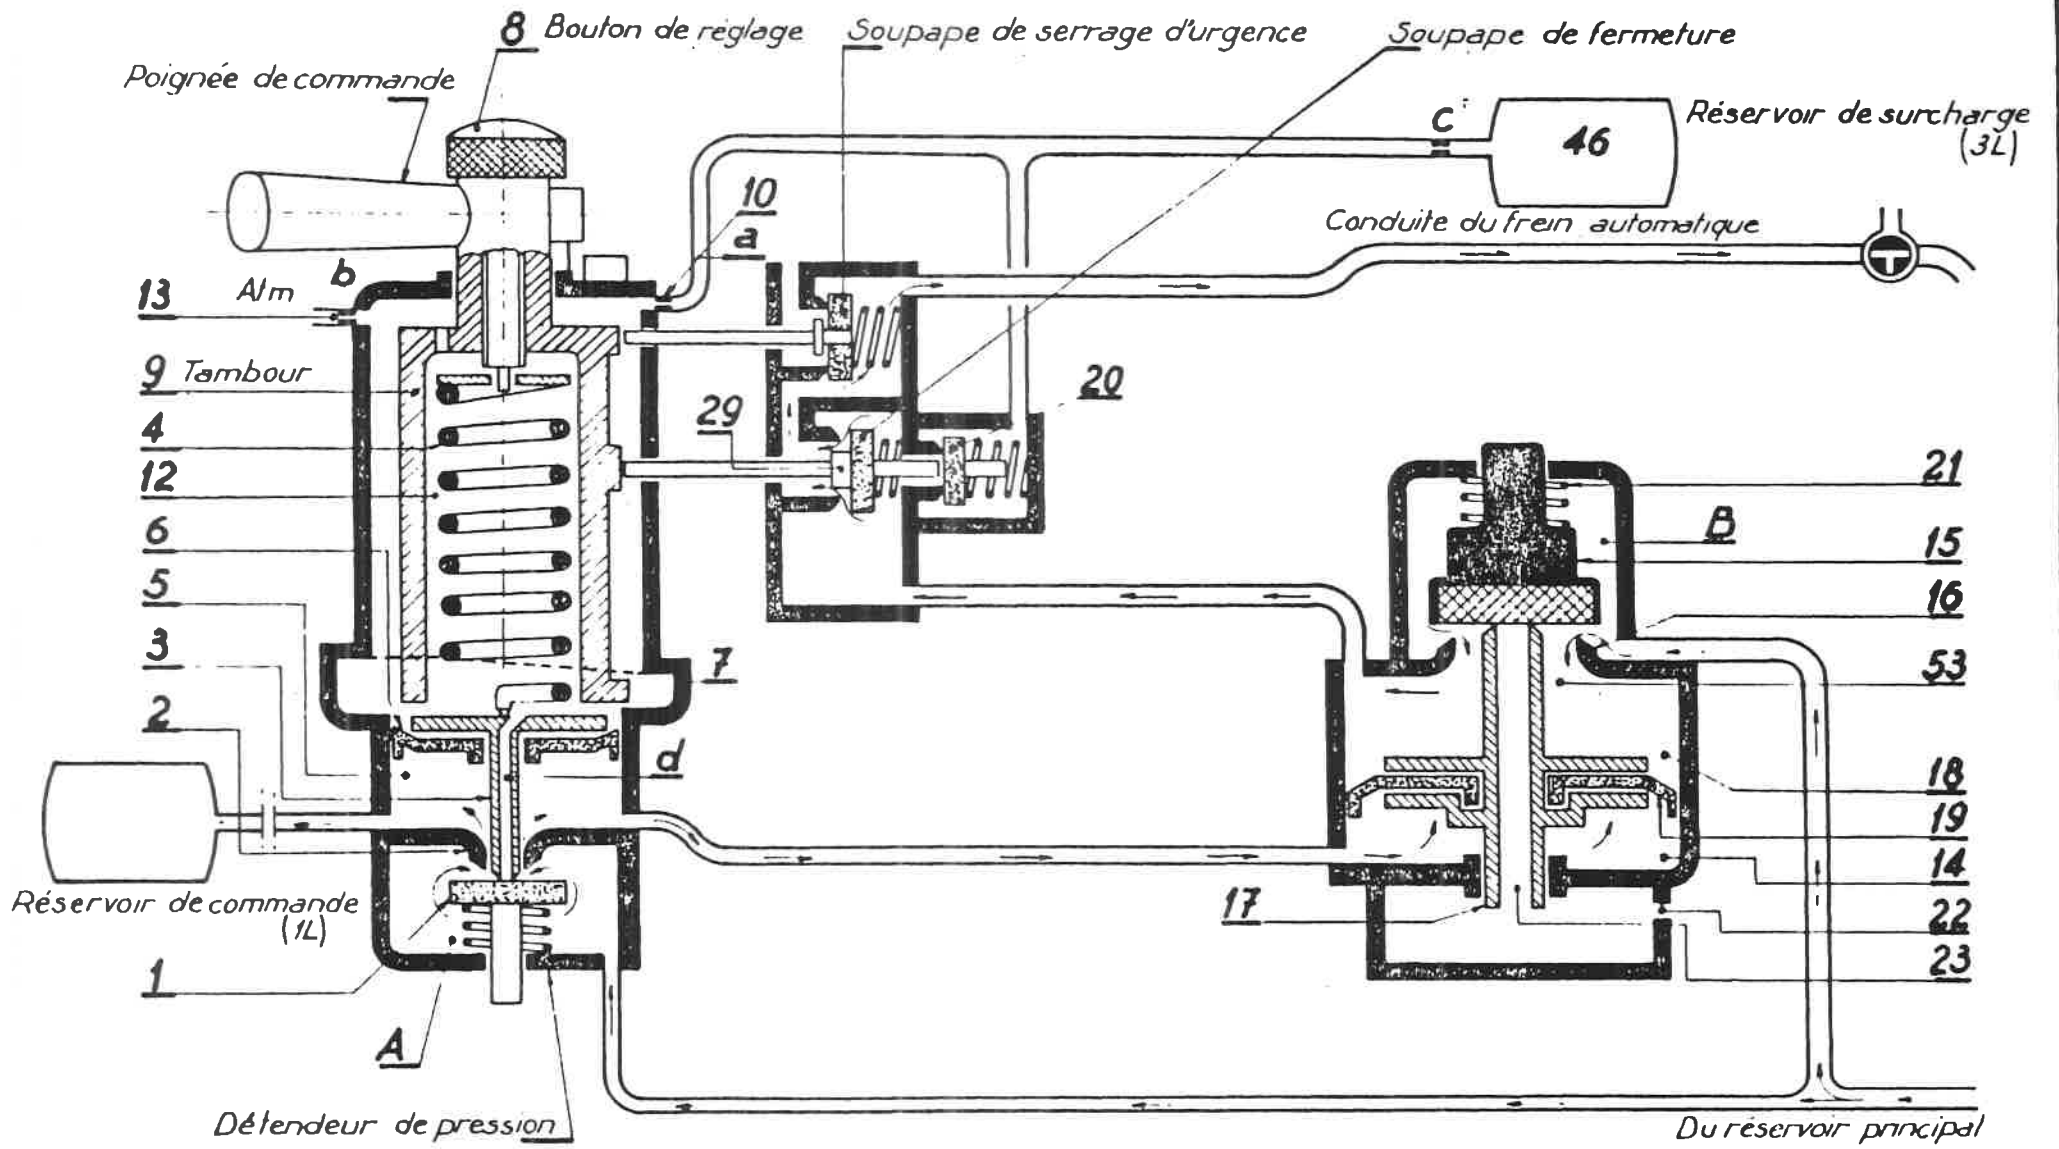 8 Bouton de réglage
Soupape de serrage d'urgence
Soupape de fermeture
Poignée de commande
C
46
Réservoir de surcharge
(3L)
10
a
Conduite du frein automatique
b
13 Atm
9 Tambour
20
4
29
12
21
B
6
15
5
16
3
7
53
2
d
18
19
14
Réservoir de commande
(1L)
17
22
23
1
A
Détendeur de pression
Du réservoir principal